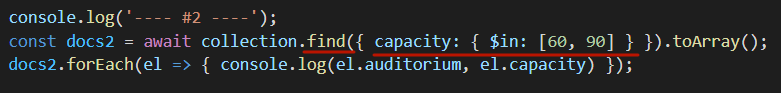 console.log('---- #2 ----');
const docs2 = await collection.find({ capacity: { $in: [60, 90] } }).toArray();
docs2.forEach(el => { console.log(el.auditorium, el.capacity) });